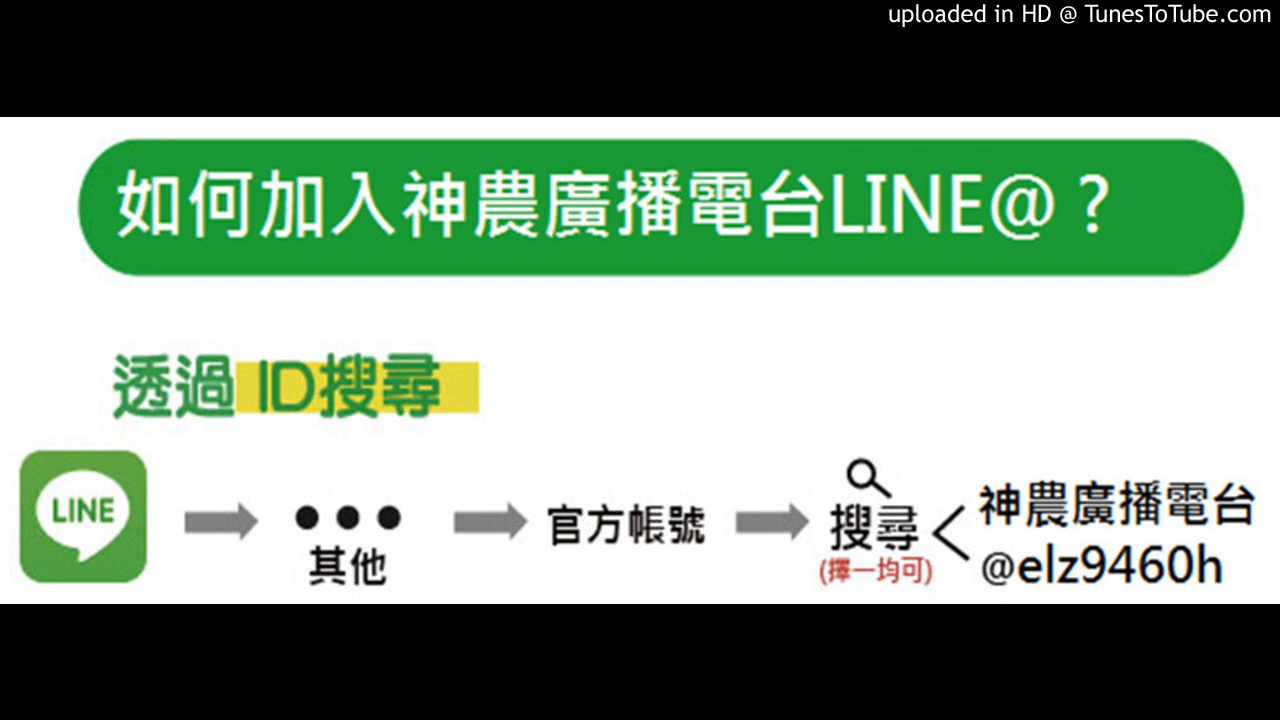 uploaded in HD @ TunesToTube.com
如何加入神農廣播電台LINE@？
透過 ID搜尋
LINE
其他
官方帳號
搜尋
(擇一均可)
神農廣播電台
@elz9460h